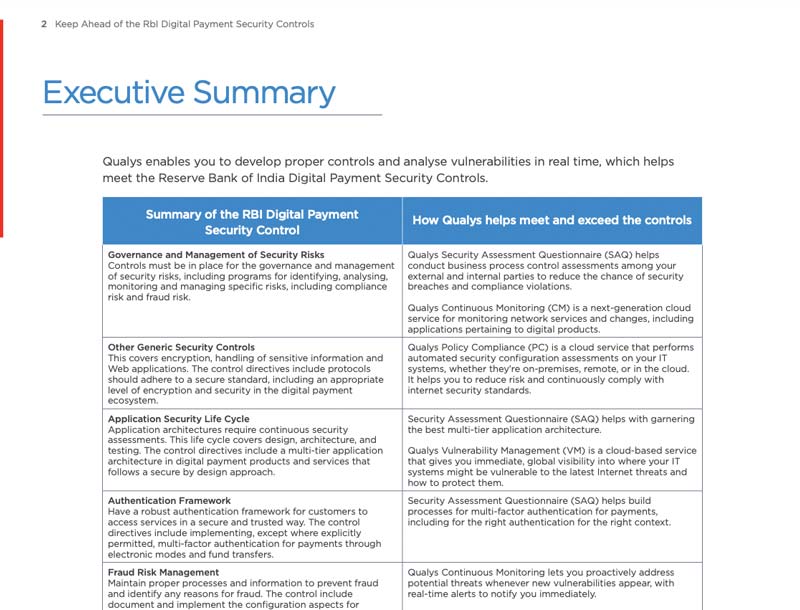 2 Keep Ahead of the RbI Digital Payment Security Controls
Executive Summary
Qualys enables you to develop proper controls and analyse vulnerabilities in real time, which helps
meet the Reserve Bank of India Digital Payment Security Controls.
Summary of the RBI Digital Payment
Security Control
How Qualys helps meet and exceed the controls
Governance and Management of Security Risks
Controls must be in place for the governance and management
of security risks, including programs for identifying, analysing,
monitoring and managing specific risks, including compliance
risk and fraud risk.
Qualys Security Assessment Questionnaire (SAQ) helps
conduct business process control assessments among your
external and internal parties to reduce the chance of security
breaches and compliance violations.
Qualys Continuous Monitoring (CM) is a next-generation cloud
service for monitoring network services and changes, including
applications pertaining to digital products.
Other Generic Security Controls
This covers encryption, handling of sensitive information and
Web applications. The control directives include protocols
should adhere to a secure standard, including an appropriate
level of encryption and security in the digital payment
ecosystem.
Qualys Policy Compliance (PC) is a cloud service that performs
automated security configuration assessments on your IT
systems, whether they're on-premises, remote, or in the cloud.
It helps you to reduce risk and continuously comply with
internet security standards.
Application Security Life Cycle
Application architectures require continuous security
assessments. This life cycle covers design, architecture, and
testing. The control directives include a multi-tier application
architecture in digital payment products and services that
follows a secure by design approach.
Security Assessment Questionnaire (SAQ) helps with garnering
the best multi-tier application architecture.
Qualys Vulnerability Management (VM) is a cloud-based service
that gives you immediate, global visibility into where your IT
systems might be vulnerable to the latest Internet threats and
how to protect them.
Authentication Framework
Have a robust authentication framework for customers to
access services in a secure and trusted way. The control
directives include implementing, except where explicitly
permitted, multi-factor authentication for payments through
electronic modes and fund transfers.
Security Assessment Questionnaire (SAQ) helps build
processes for multi-factor authentication for payments,
including for the right authentication for the right context.
Fraud Risk Management
Maintain proper processes and information to prevent fraud
and identify any reasons for fraud. The control include
document and implement the configuration aspects for
Qualys Continuous Monitoring lets you proactively address
potential threats whenever new vulnerabilities appear, with
real-time alerts to notify you immediately.